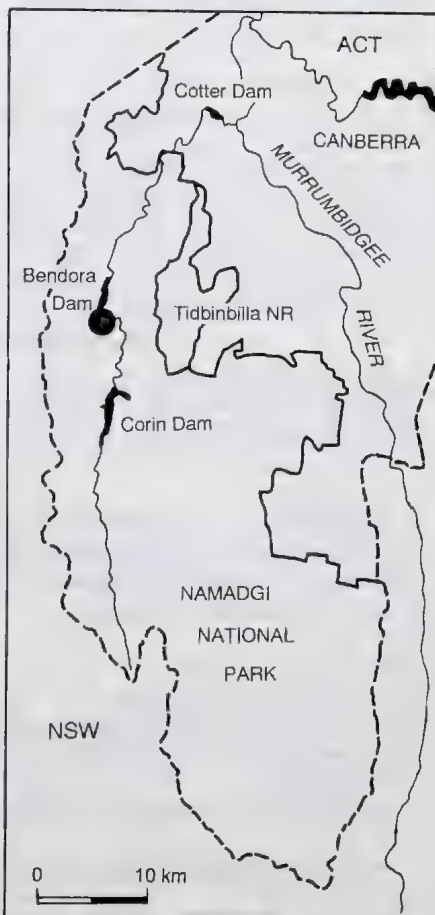 ACT
Cotter Dam
CANBERRA
MURRUMBIDGEE
RIVER
Bendora
Dam
Tidbinbilla NR
Corin Dam
NAMADGI
NATIONAL
PARK
NSW
0 10 km